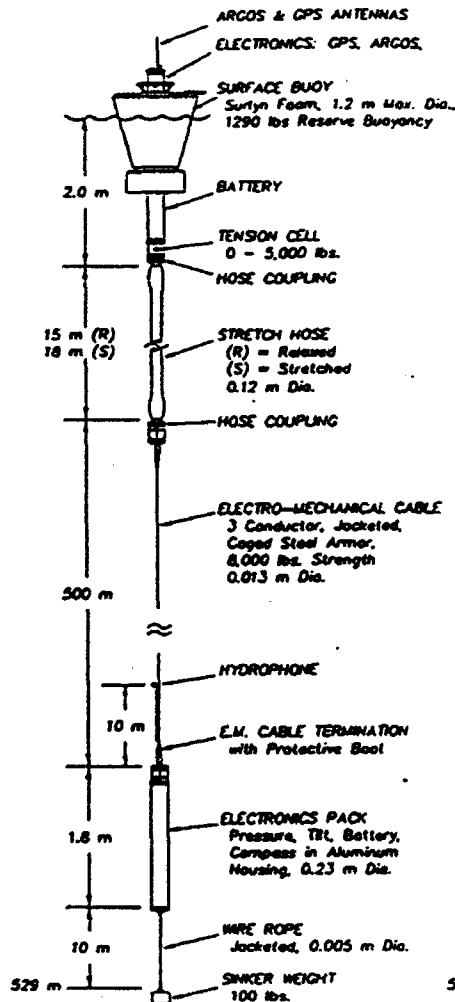 ARGOS & GPS ANTENNAS
ELECTRONICS: GPS, ARGOS,
SURFACE BUOY
Surlyn Foam, 1.2 m Max. Dia.,
1290 lbs Reserve Buoyancy
2.0 m
BATTERY
TENSION CELL
0 - 5,000 lbs.
HOSE COUPLING
15 m (R)
18 m (S)
STRETCH HOSE
(R) = Relaxed
(S) = Stretched
0.12 m Dia.
HOSE COUPLING
ELECTRO-MECHANICAL CABLE
3 Conductor, Jacketed,
Caged Steel Armor,
8,000 lbs. Strength
0.013 m Dia.
500 m
HYDROPHONE
10 m
E.M. CABLE TERMINATION
with Protective Boot
1.6 m
ELECTRONICS PACK
Pressure, Tilt, Battery,
Compass in Aluminum
Housing, 0.23 m Dia.
10 m
WIRE ROPE
Jacketed, 0.005 m Dia.
529 m
SINKER WEIGHT
100 lbs.
5